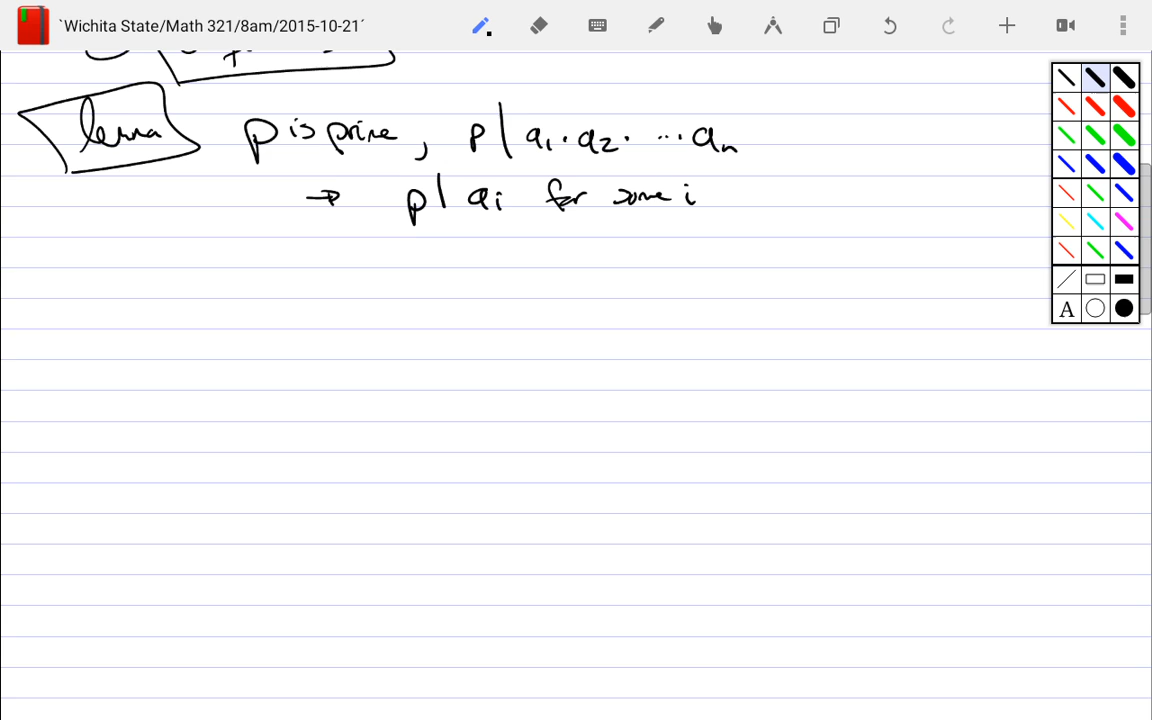 `Wichita State/Math 321/8am/2015-10-21´
lemma p is prime, p | a₁·a₂· ··· aₙ
→ p | aᵢ for some i
A